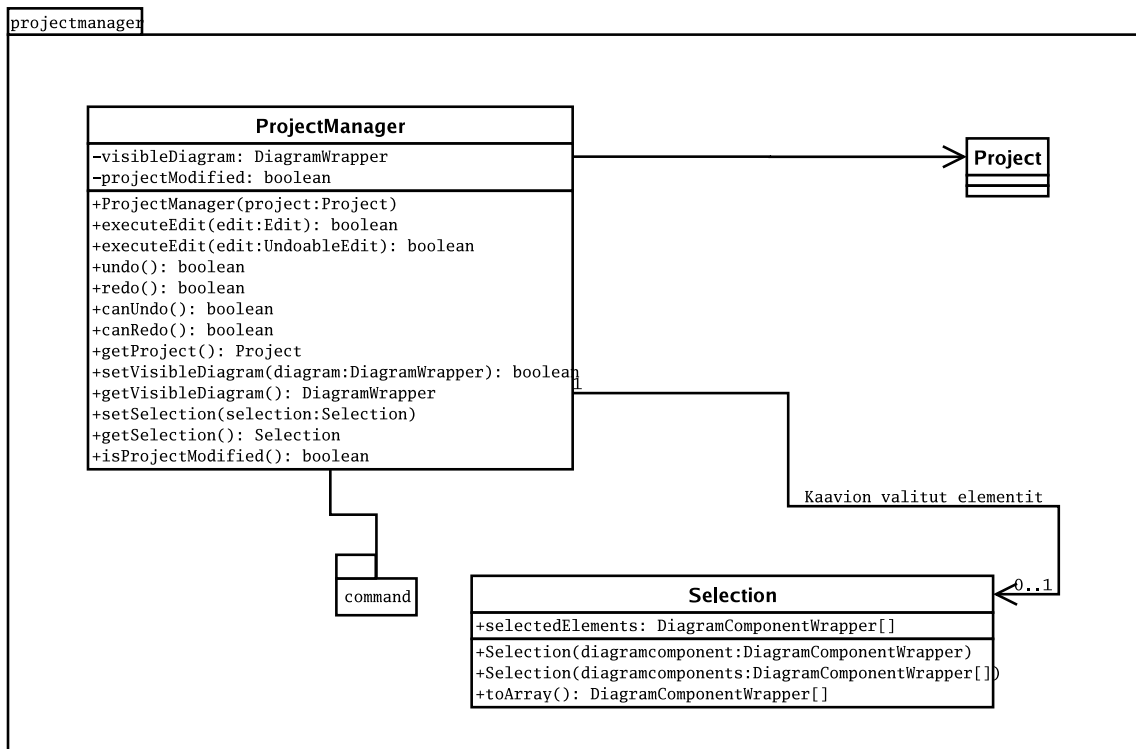 projectmanager
ProjectManager
-visibleDiagram: DiagramWrapper
-projectModified: boolean
+ProjectManager(project:Project)
+executeEdit(edit:Edit): boolean
+executeEdit(edit:UndoableEdit): boolean
+undo(): boolean
+redo(): boolean
+canUndo(): boolean
+canRedo(): boolean
+getProject(): Project
+setVisibleDiagram(diagram:DiagramWrapper): boolean
+getVisibleDiagram(): DiagramWrapper
+setSelection(selection:Selection)
+getSelection(): Selection
+isProjectModified(): boolean
Project
1
Kaavion valitut elementit
0..1
command
Selection
+selectedElements: DiagramComponentWrapper[]
+Selection(diagramcomponent:DiagramComponentWrapper)
+Selection(diagramcomponents:DiagramComponentWrapper[])
+toArray(): DiagramComponentWrapper[]